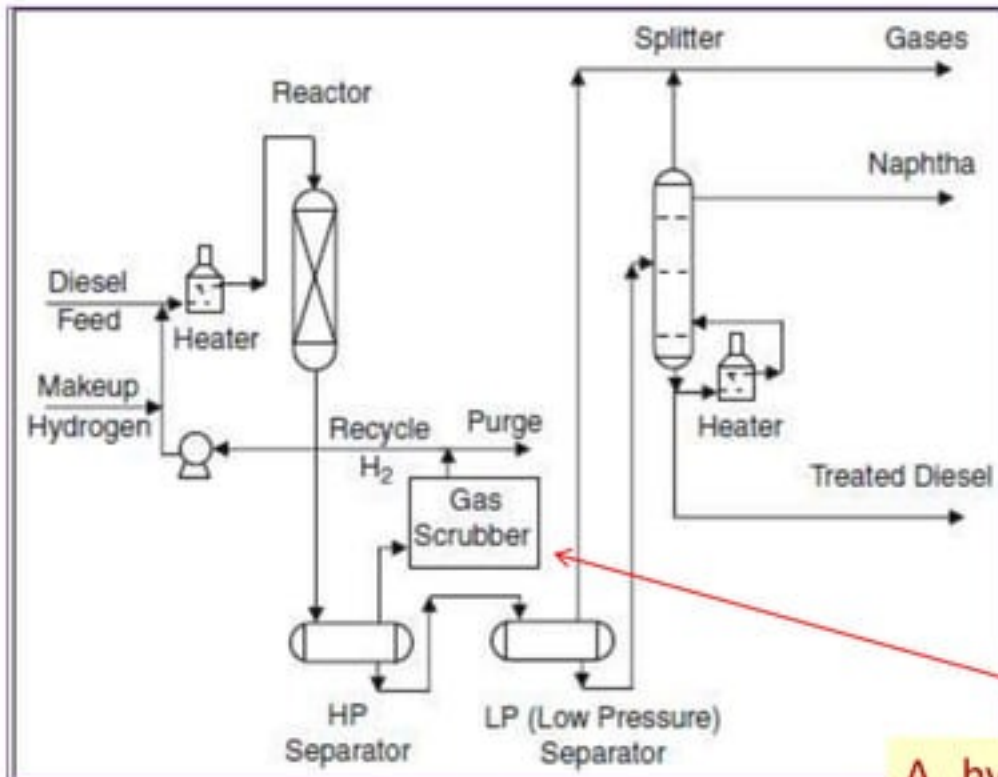 Splitter
Gases
Reactor
Naphtha
Diesel
Feed
Heater
Makeup
Hydrogen
Recycle
H₂
Purge
Heater
Gas
Scrubber
Treated Diesel
HP
Separator
LP (Low Pressure)
Separator
A